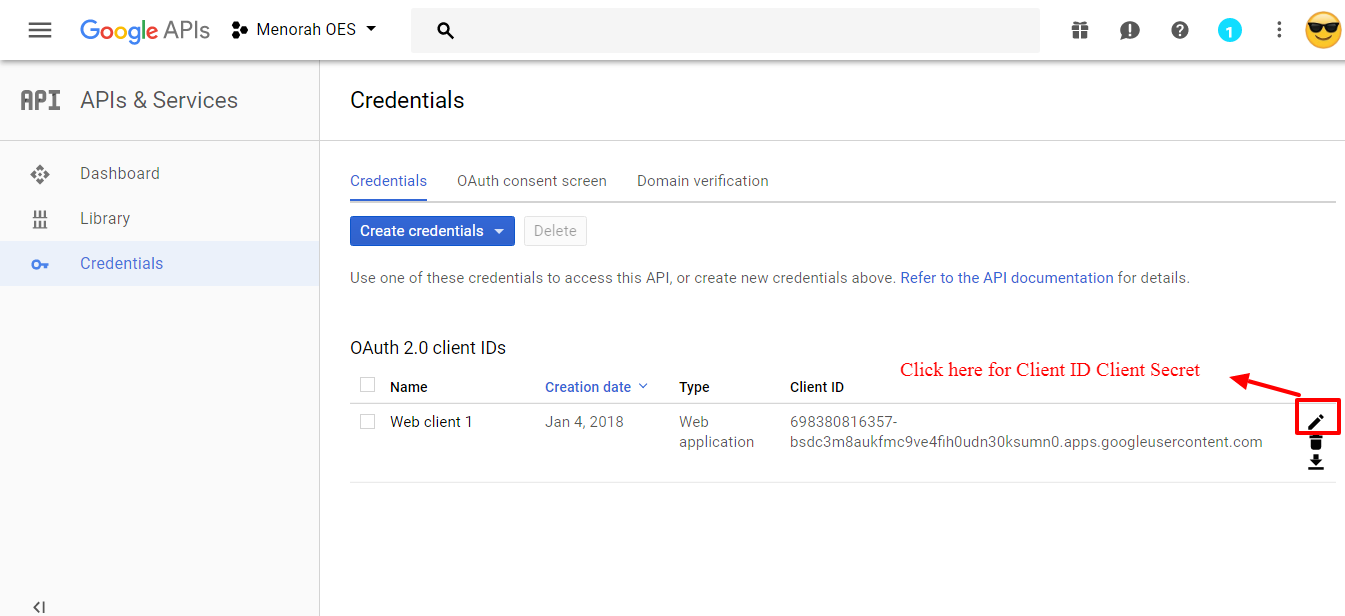 Google APIs
Menorah OES
1
API
APIs & Services
Credentials
Dashboard
Library
Credentials
Credentials
OAuth consent screen
Domain verification
Create credentials
Delete
Use one of these credentials to access this API, or create new credentials above. Refer to the API documentation for details.
OAuth 2.0 client IDs
Click here for Client ID Client Secret
Name
Creation date
Type
Client ID
Web client 1
Jan 4, 2018
Web
application
698380816357-
bsdc3m8aukfmc9ve4fih0udn30ksumn0.apps.googleusercontent.com